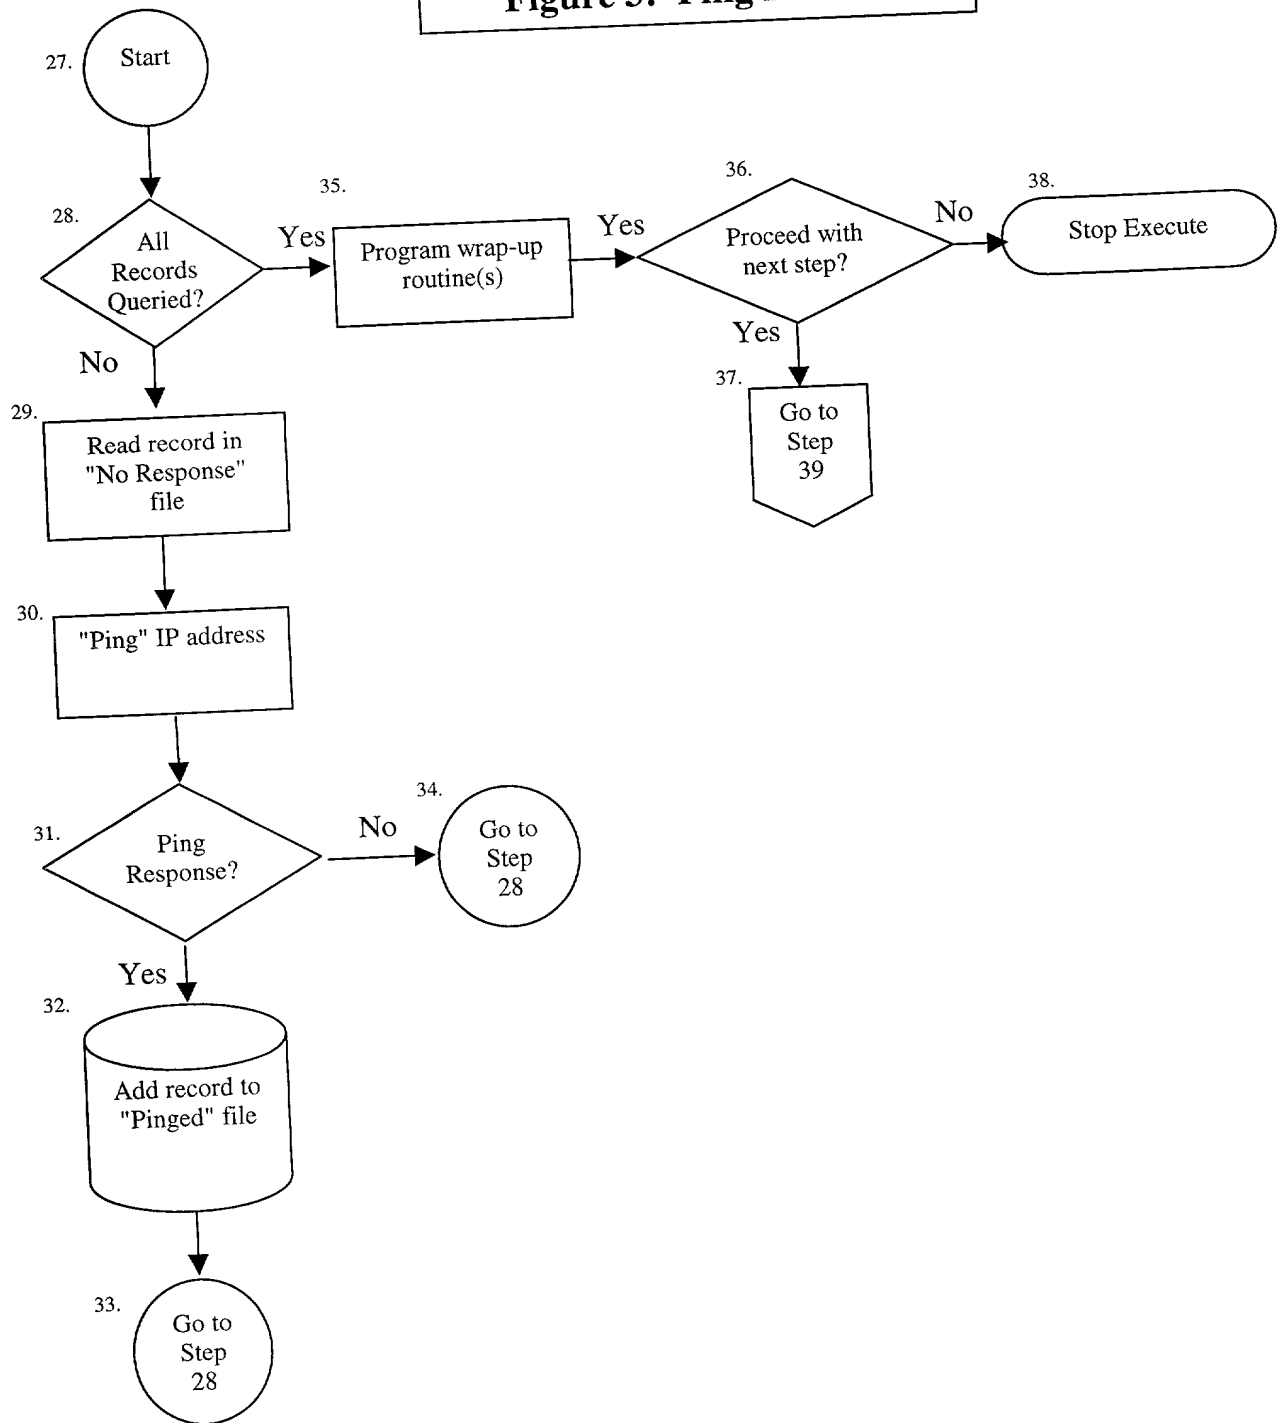 Figure 3: Ping
27.
Start
28.
All
Records
Queried?
Yes
35.
Program wrap-up
routine(s)
Yes
36.
Proceed with
next step?
No
38.
Stop Execute
Yes
37.
Go to
Step
39
No
29.
Read record in
"No Response"
file
30.
"Ping" IP address
31.
Ping
Response?
No
34.
Go to
Step
28
Yes
32.
Add record to
"Pinged" file
33.
Go to
Step
28